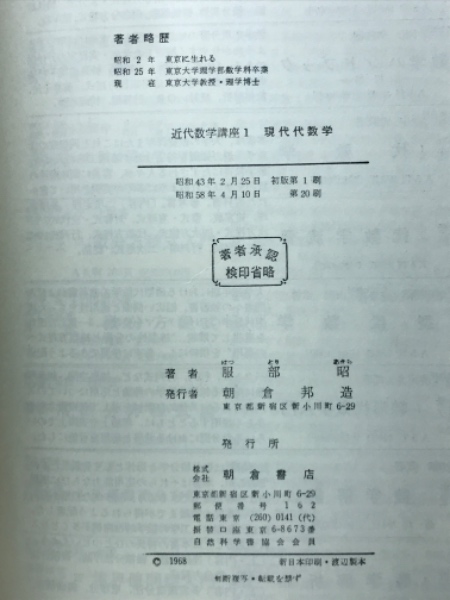 著者略歴
昭和 2 年 東京に生れる
昭和 25 年 東京大学理学部数学科卒業
現 在 東京大学教授・理学博士
近代数学講座 1 現代代数学
昭和 43 年 2 月 25 日 初版第 1 刷
昭和 58 年 4 月 10 日 第 20 刷
著者承認
検印省略
はつ とり あきら
著者 服部 昭
発行者 朝倉邦造
東京都新宿区新小川町 6-29
発行所
株式会社 朝倉書店
東京都新宿区新小川町 6-29
郵便番号 162
電話東京 (260) 0141 (代)
振替口座東京 6-8673 番
自然科学書協会会員
© 1968 新日本印刷・渡辺製本
無断複写・転載を禁ず